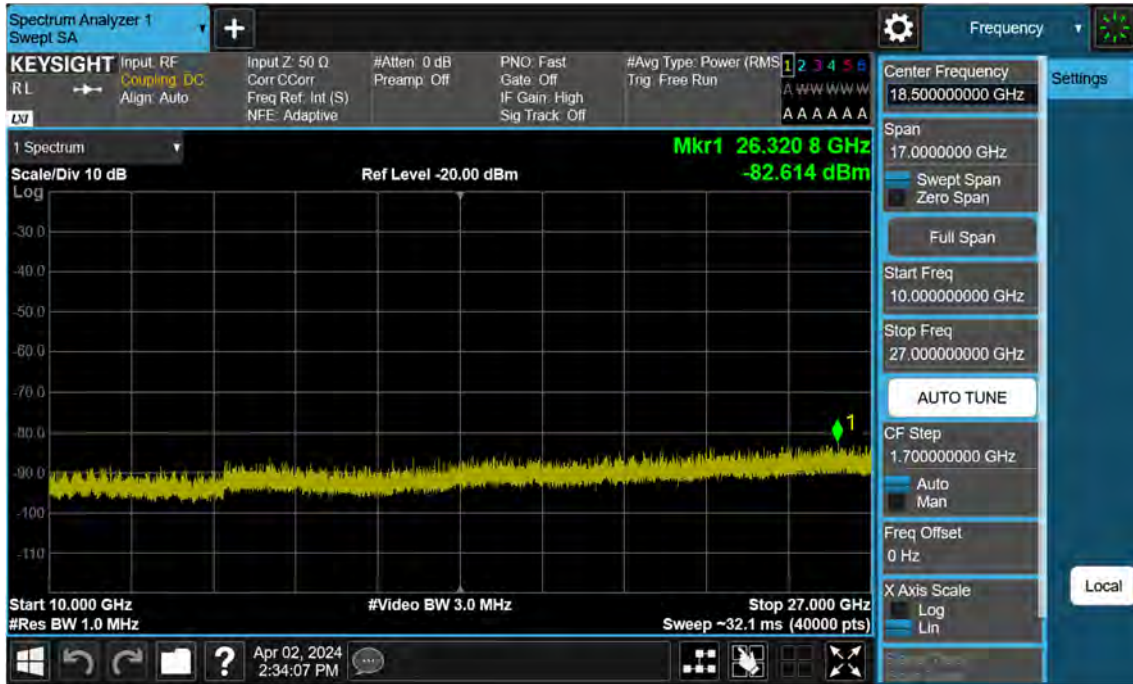 Spectrum Analyzer 1
Swept SA
Frequency
KEYSIGHT
RL
LXI
Input: RF
Coupling: DC
Align: Auto
Input Z: 50 Ω
Corr CCorr
Freq Ref: Int (S)
NFE: Adaptive
#Atten: 0 dB
Preamp: Off
PNO: Fast
Gate: Off
IF Gain: High
Sig Track: Off
#Avg Type: Power (RMS
Trig: Free Run
1 2 3 4 5 6
A W W W W W
A A A A A A
1 Spectrum
Scale/Div 10 dB
Ref Level -20.00 dBm
Mkr1 26.320 8 GHz
-82.614 dBm
Log
-30.0
-40.0
-50.0
-60.0
-70.0
-80.0
-90.0
-100
-110
1
Start 10.000 GHz
#Video BW 3.0 MHz
Stop 27.000 GHz
#Res BW 1.0 MHz
Sweep ~32.1 ms (40000 pts)
Center Frequency
18.500000000 GHz
Settings
Span
17.0000000 GHz
Swept Span
Zero Span
Full Span
Start Freq
10.000000000 GHz
Stop Freq
27.000000000 GHz
AUTO TUNE
CF Step
1.700000000 GHz
Auto
Man
Freq Offset
0 Hz
X Axis Scale
Log
Lin
Local
?
Apr 02, 2024
2:34:07 PM